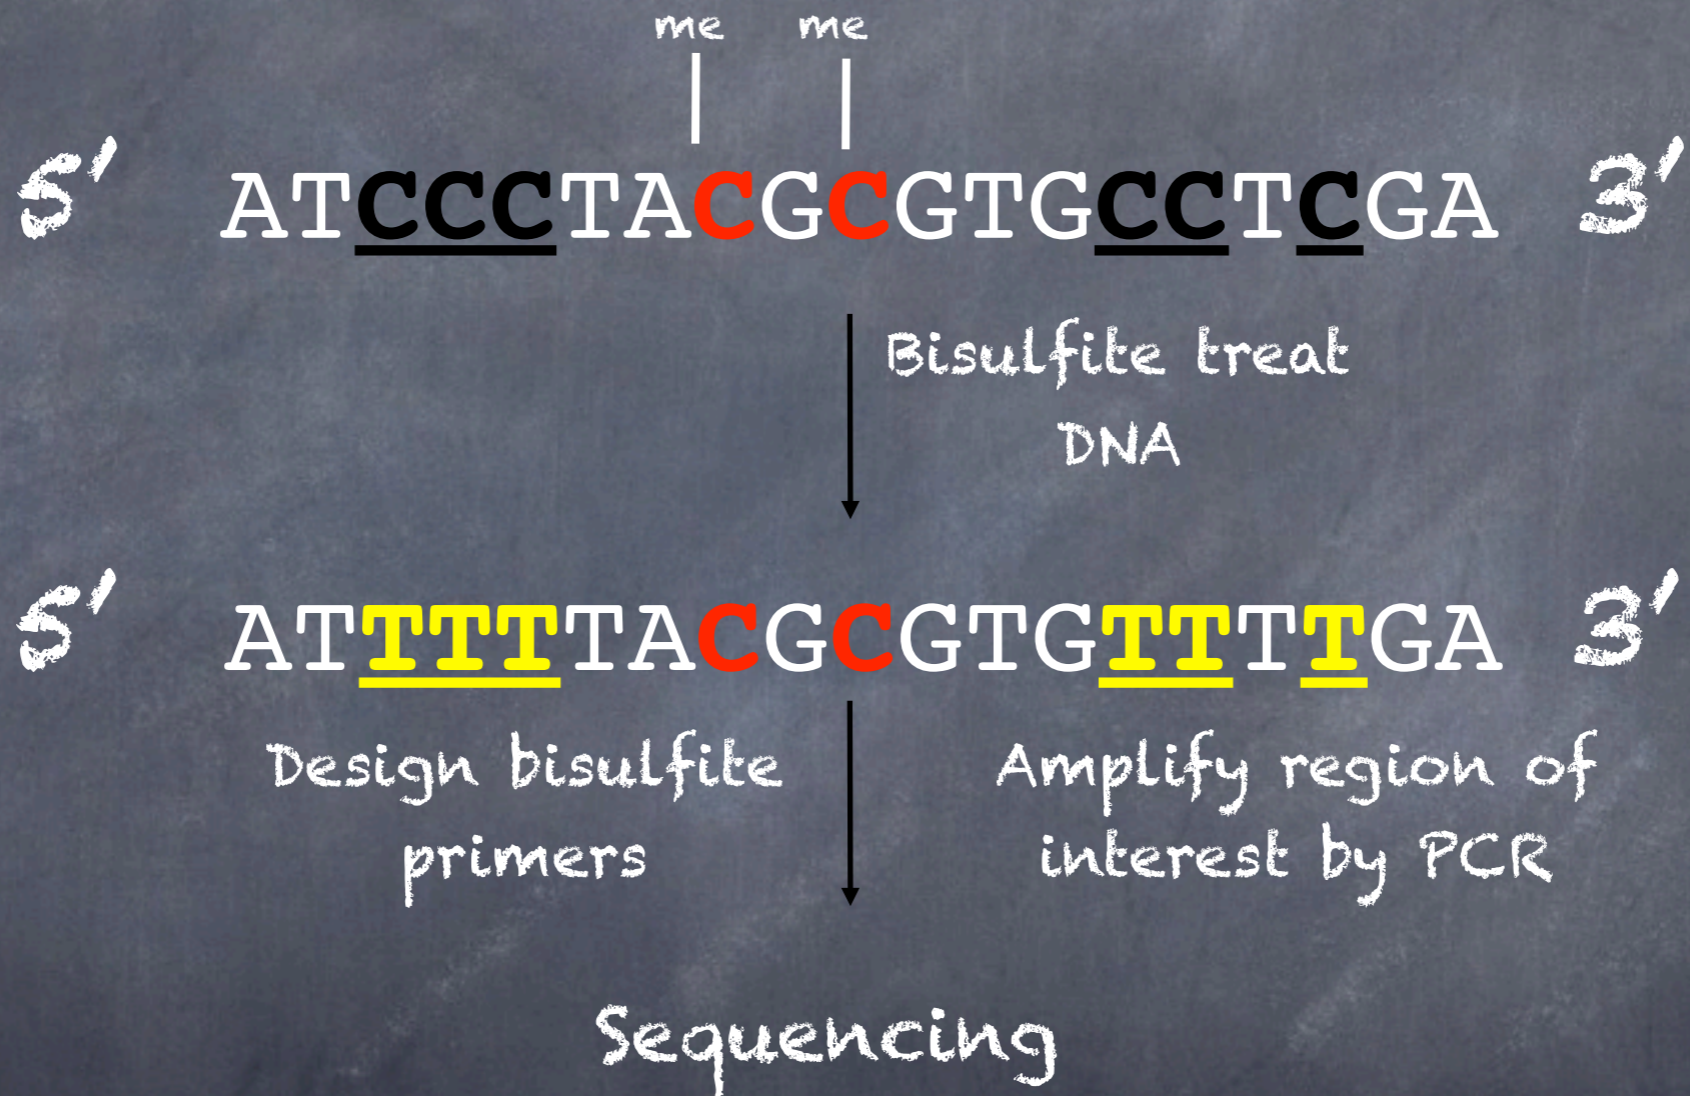 me me
5' ATCCCTACGCGTGCCTCGA 3'
Bisulfite treat
DNA
5' ATTTTTACGCGTGTTTTGA 3'
Design bisulfite
primers
Amplify region of
interest by PCR
Sequencing